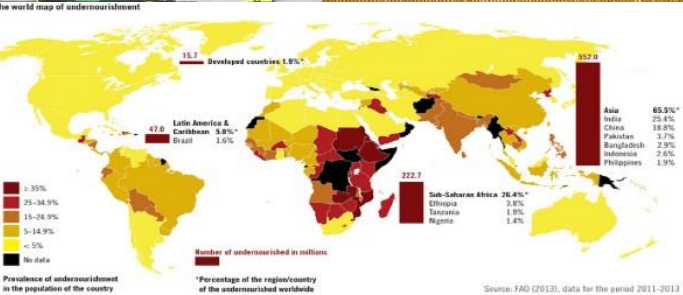 he world map of undernourishment
15.7
Developed countries 1.9%*
552.0
Asia 65.5%*
India 25.4%
China 18.8%
Pakistan 3.7%
Bangladesh 2.9%
Indonesia 2.6%
Philippines 1.9%
47.0
Latin America &
Caribbean 5.6%*
Brazil 1.6%
222.7
Sub-Saharan Africa 26.4%*
Ethiopia 3.8%
Tanzania 1.9%
Nigeria 1.4%
≥ 35%
25-34.9%
15-24.9%
5-14.9%
< 5%
No data
Number of undernourished in millions
Prevalence of undernourishment
in the population of the country
*Percentage of the region/country
of the undernourished worldwide
Source: FAO (2013), data for the period 2011-2013